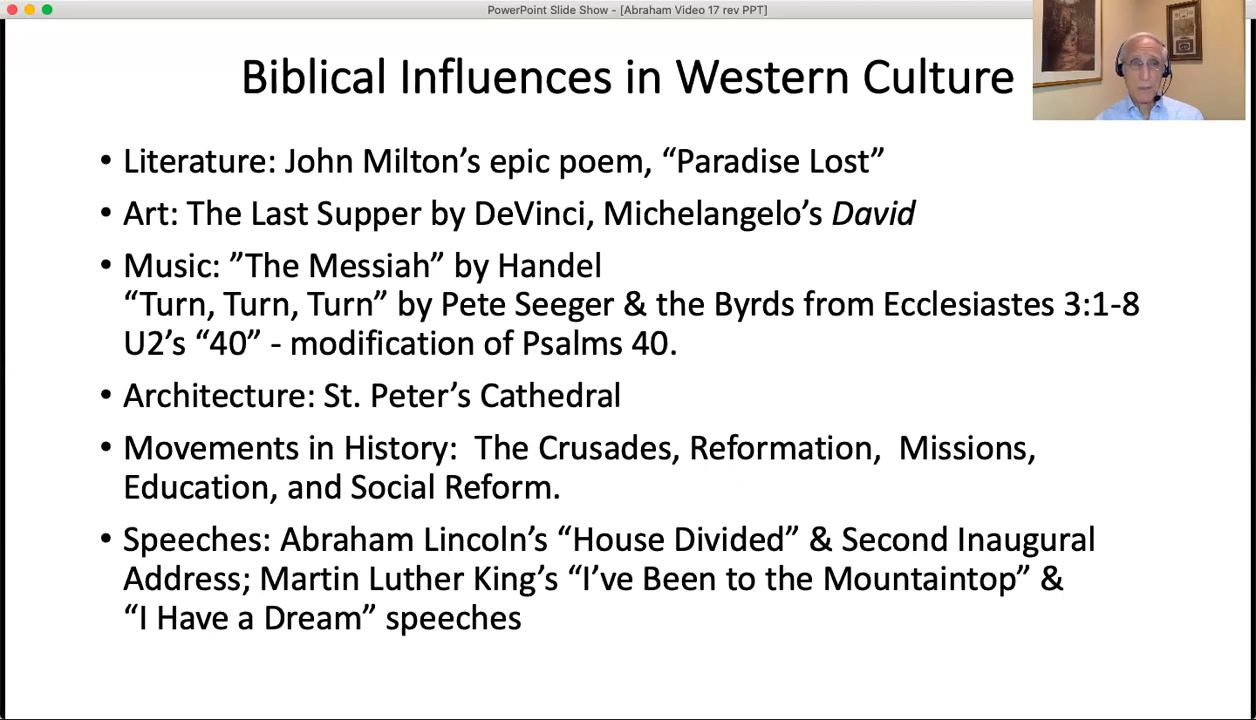 PowerPoint Slide Show - [Abraham Video 17 rev PPT]
Biblical Influences in Western Culture
• Literature: John Milton’s epic poem, “Paradise Lost”
• Art: The Last Supper by DeVinci, Michelangelo’s David
• Music: ”The Messiah” by Handel
“Turn, Turn, Turn” by Pete Seeger & the Byrds from Ecclesiastes 3:1-8
U2’s “40” - modification of Psalms 40.
• Architecture: St. Peter’s Cathedral
• Movements in History:  The Crusades, Reformation,  Missions,
Education, and Social Reform.
• Speeches: Abraham Lincoln’s “House Divided” & Second Inaugural
Address; Martin Luther King’s “I’ve Been to the Mountaintop” &
“I Have a Dream” speeches